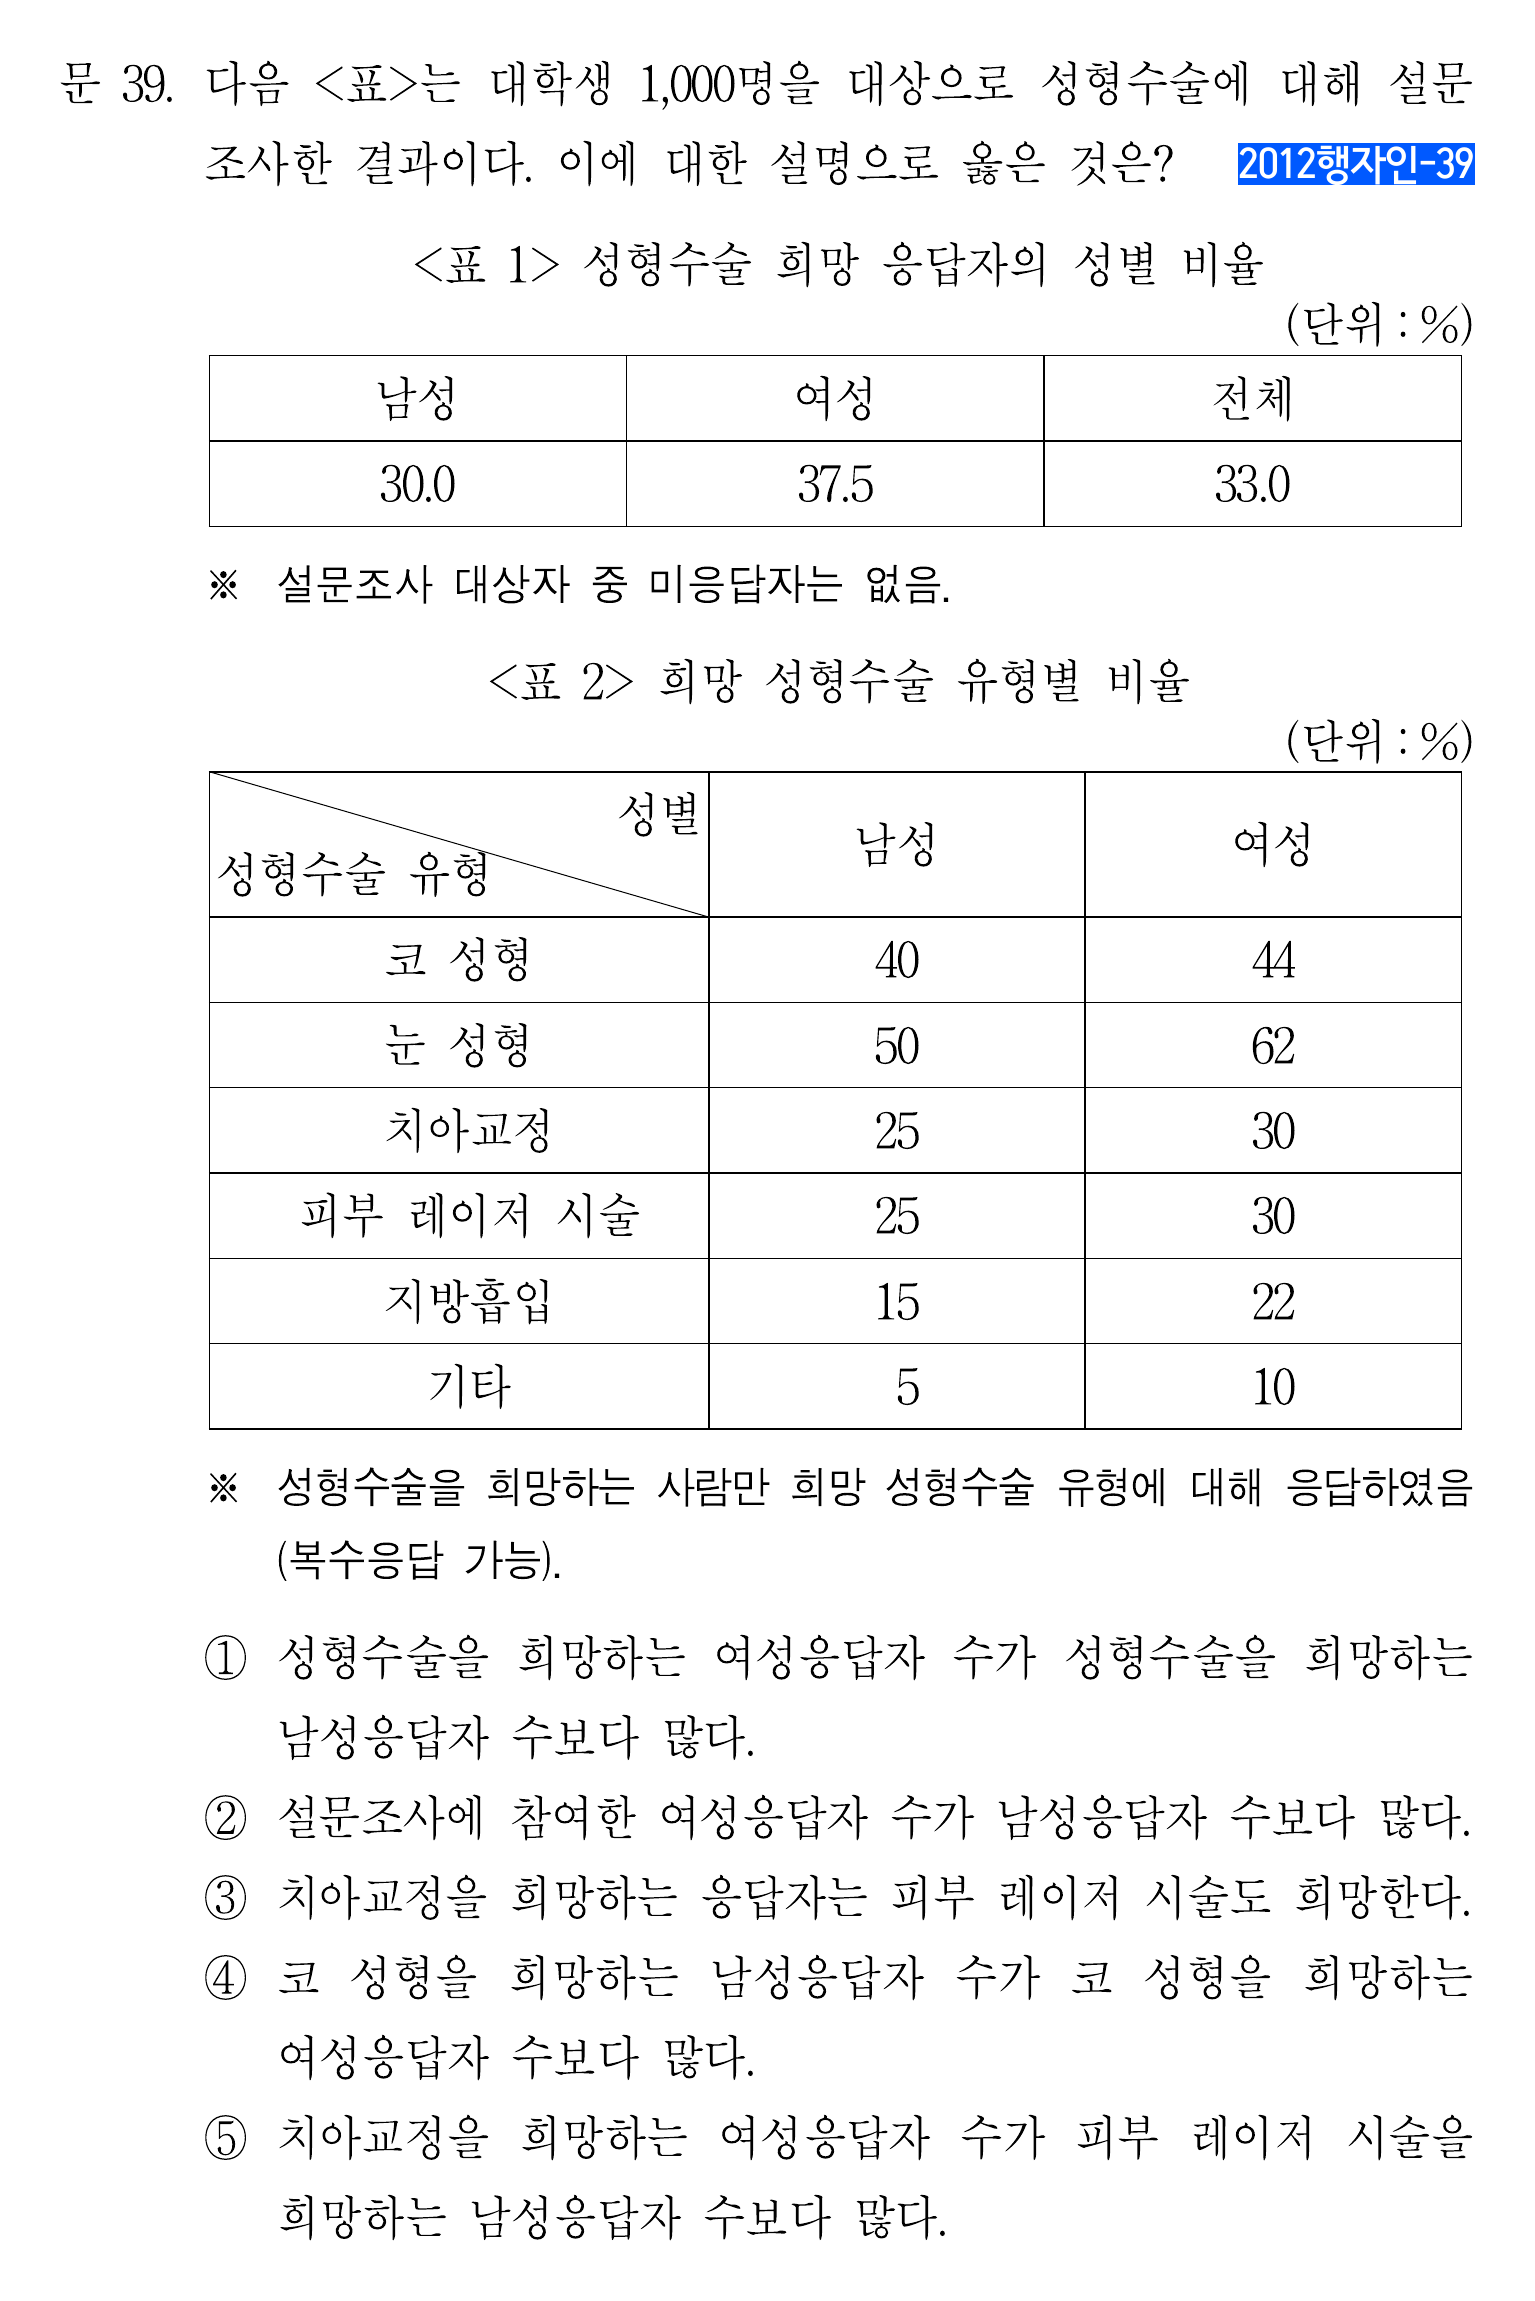 문 39. 다음 <표>는 대학생 1,000명을 대상으로 성형수술에 대해 설문
조사한 결과이다. 이에 대한 설명으로 옳은 것은? 2012행자인-39
<표 1> 성형수술 희망 응답자의 성별 비율
(단위 : %)
남성 여성 전체
30.0 37.5 33.0
※ 설문조사 대상자 중 미응답자는 없음.
<표 2> 희망 성형수술 유형별 비율
(단위 : %)
성별
성형수술 유형 남성 여성
코 성형 40 44
눈 성형 50 62
치아교정 25 30
피부 레이저 시술 25 30
지방흡입 15 22
기타 5 10
※ 성형수술을 희망하는 사람만 희망 성형수술 유형에 대해 응답하였음
(복수응답 가능).
① 성형수술을 희망하는 여성응답자 수가 성형수술을 희망하는
남성응답자 수보다 많다.
② 설문조사에 참여한 여성응답자 수가 남성응답자 수보다 많다.
③ 치아교정을 희망하는 응답자는 피부 레이저 시술도 희망한다.
④ 코 성형을 희망하는 남성응답자 수가 코 성형을 희망하는
여성응답자 수보다 많다.
⑤ 치아교정을 희망하는 여성응답자 수가 피부 레이저 시술을
희망하는 남성응답자 수보다 많다.